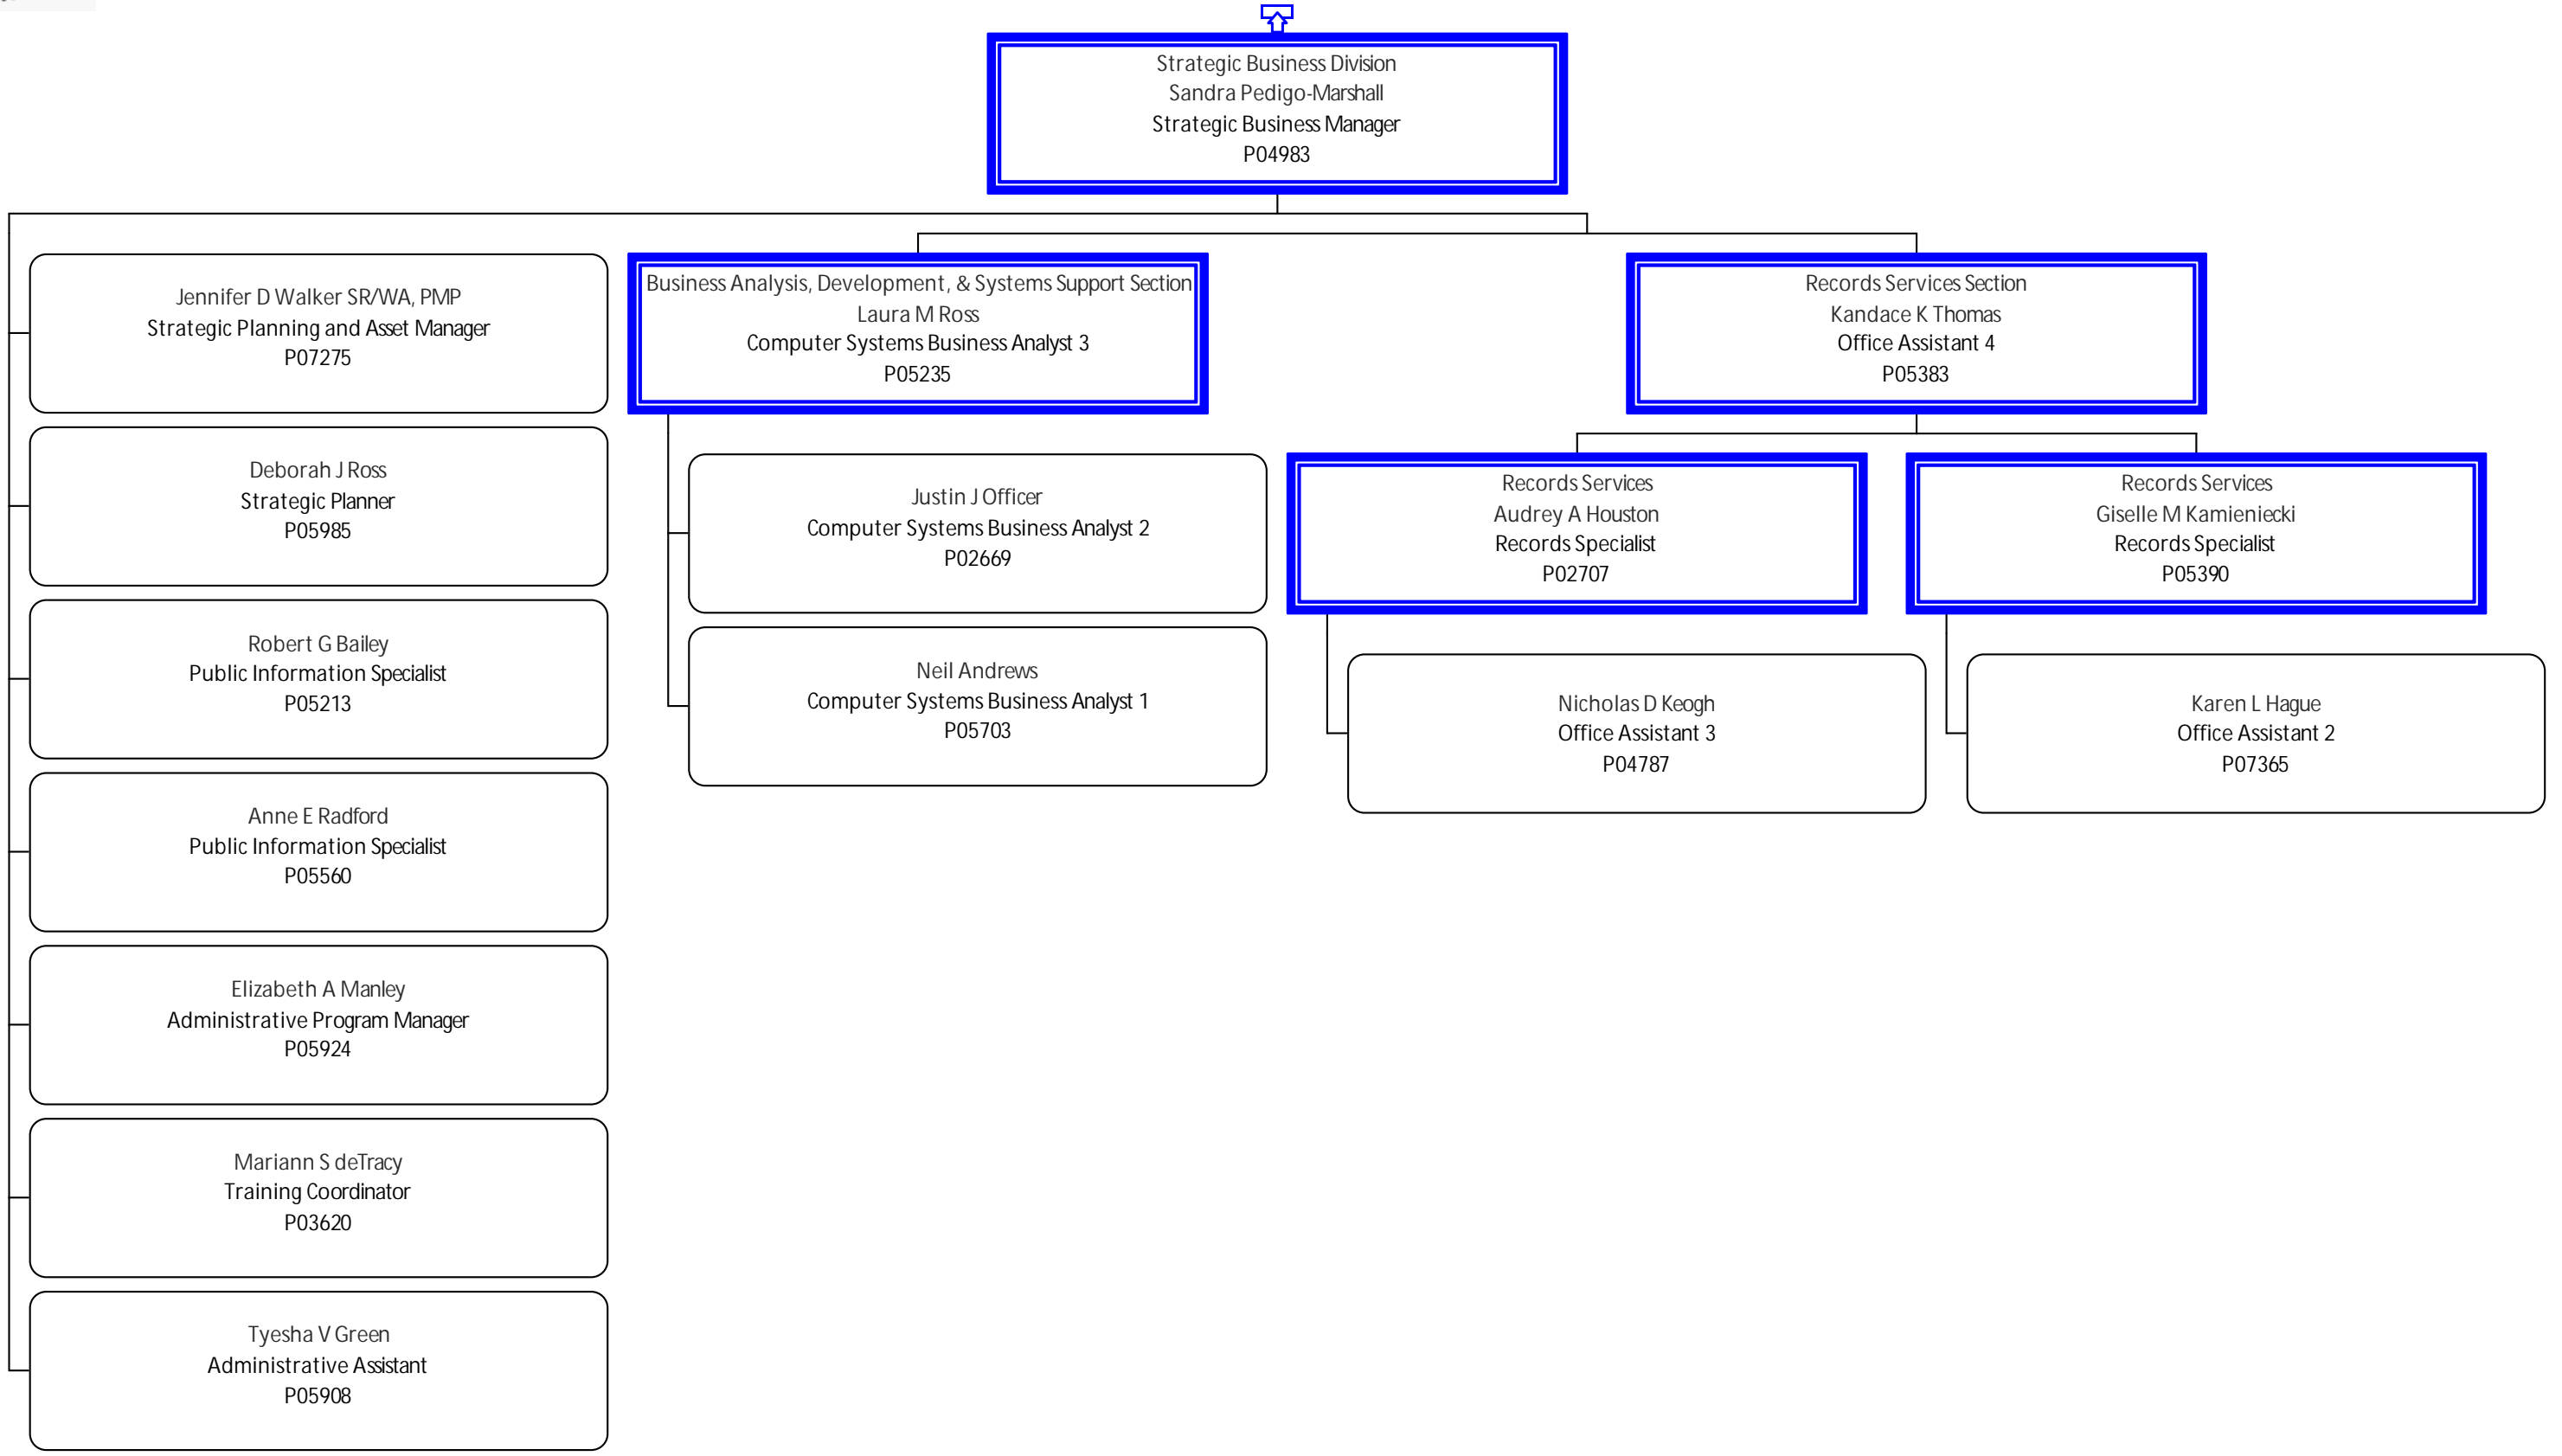 Strategic Business Division
Sandra Pedigo-Marshall
Strategic Business Manager
P04983
Jennifer D Walker SR/WA, PMP
Strategic Planning and Asset Manager
P07275
Deborah J Ross
Strategic Planner
P05985
Robert G Bailey
Public Information Specialist
P05213
Anne E Radford
Public Information Specialist
P05560
Elizabeth A Manley
Administrative Program Manager
P05924
Mariann S deTracy
Training Coordinator
P03620
Tyesha V Green
Administrative Assistant
P05908
Business Analysis, Development, & Systems Support Section
Laura M Ross
Computer Systems Business Analyst 3
P05235
Justin J Officer
Computer Systems Business Analyst 2
P02669
Neil Andrews
Computer Systems Business Analyst 1
P05703
Records Services Section
Kandace K Thomas
Office Assistant 4
P05383
Records Services
Audrey A Houston
Records Specialist
P02707
Nicholas D Keogh
Office Assistant 3
P04787
Records Services
Giselle M Kamieniecki
Records Specialist
P05390
Karen L Hague
Office Assistant 2
P07365